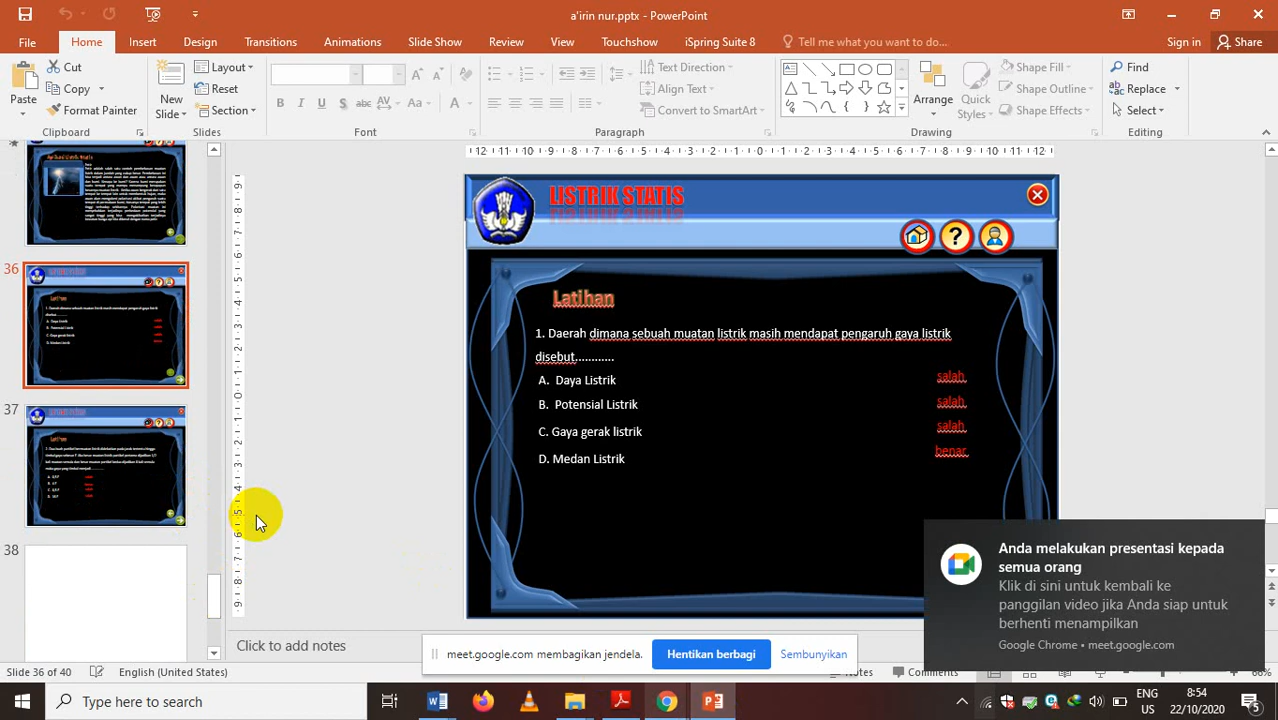 a'irin nur.pptx - PowerPoint
File Home Insert Design Transitions Animations Slide Show Review View Touchshow iSpring Suite 8 Tell me what you want to do... Sign in Share
Cut
Copy
Format Painter
Paste
Clipboard
New
Slide
Layout
Reset
Section
Slides
Font
Text Direction
Align Text
Convert to SmartArt
Paragraph
Arrange
Quick
Styles
Shape Fill
Shape Outline
Shape Effects
Drawing
Find
Replace
Select
Editing
36
37
38
LISTRIK STATIS
Latihan
1. Daerah dimana sebuah muatan listrik masih mendapat pengaruh gaya listrik
disebut............
A. Daya Listrik salah
B. Potensial Listrik salah
C. Gaya gerak listrik salah
D. Medan Listrik benar
Anda melakukan presentasi kepada
semua orang
Klik di sini untuk kembali ke
panggilan video jika Anda siap untuk
berhenti menampilkan
Google Chrome • meet.google.com
Click to add notes
meet.google.com membagikan jendela. Hentikan berbagi Sembunyikan
Slide 36 of 40 English (United States) Notes Comments 66%
Type here to search
ENG
US
8:54
22/10/2020
5